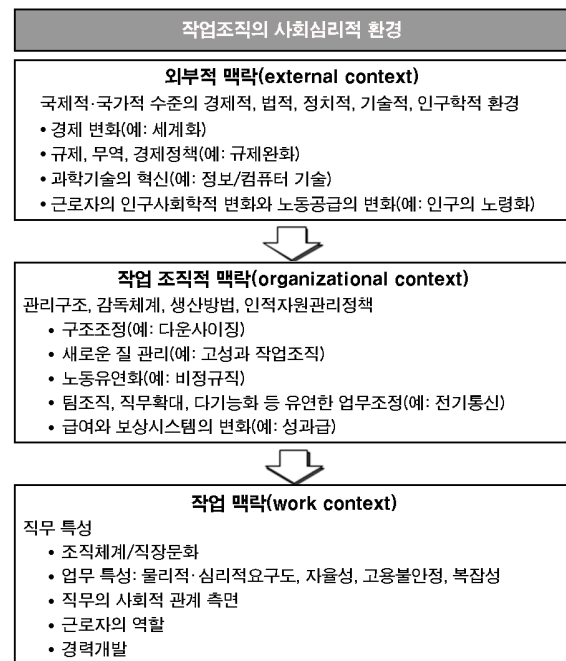 작업조직의 사회심리적 환경
외부적 맥락(external context)
국제적·국가적 수준의 경제적, 법적, 정치적, 기술적, 인구학적 환경
• 경제 변화(예: 세계화)
• 규제, 무역, 경제정책(예: 규제완화)
• 과학기술의 혁신(예: 정보/컴퓨터 기술)
• 근로자의 인구사회학적 변화와 노동공급의 변화(예: 인구의 노령화)
작업 조직적 맥락(organizational context)
관리구조, 감독체계, 생산방법, 인적자원관리정책
• 구조조정(예: 다운사이징)
• 새로운 질 관리(예: 고성과 작업조직)
• 노동유연화(예: 비정규직)
• 팀조직, 직무확대, 다기능화 등 유연한 업무조정(예: 전기통신)
• 급여와 보상시스템의 변화(예: 성과급)
작업 맥락(work context)
직무 특성
• 조직체계/직장문화
• 업무 특성: 물리적·심리적요구도, 자율성, 고용불안정, 복잡성
• 직무의 사회적 관계 측면
• 근로자의 역할
• 경력개발